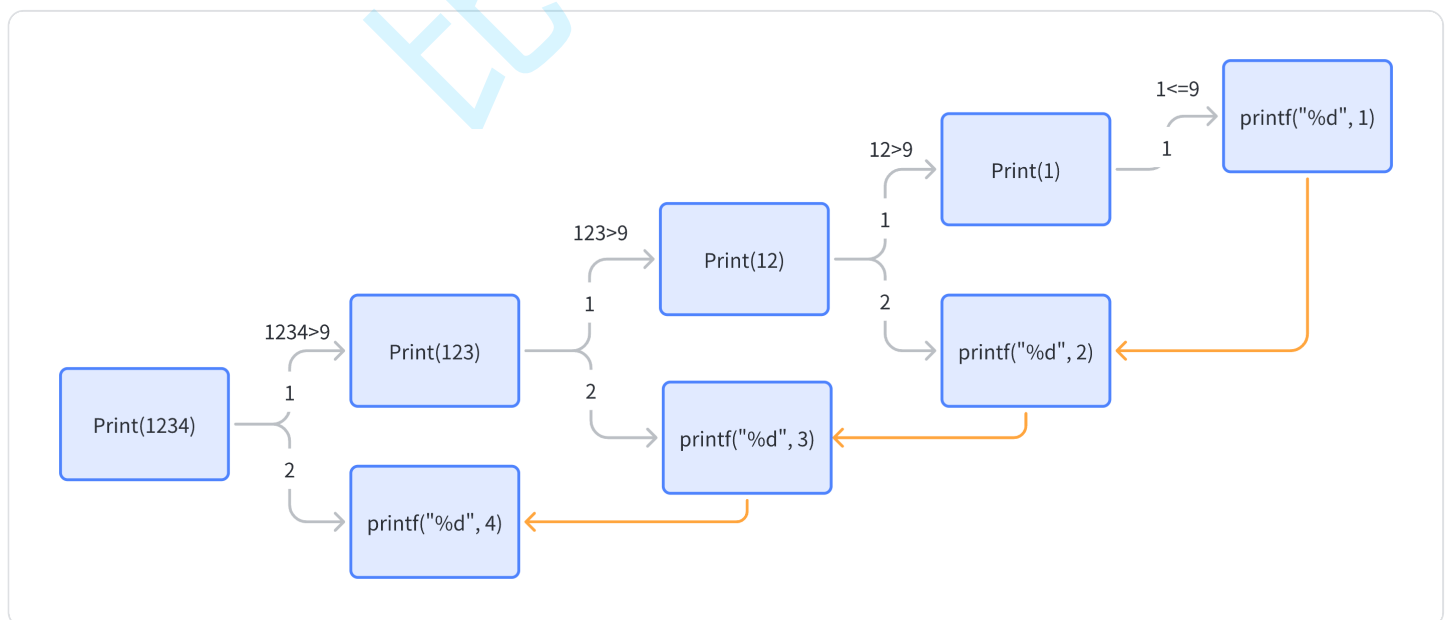 1<=9
printf("%d", 1)
1
12>9
Print(1)
1
123>9
Print(12)
1
2
printf("%d", 2)
1234>9
Print(123)
1
2
printf("%d", 3)
Print(1234)
2
printf("%d", 4)